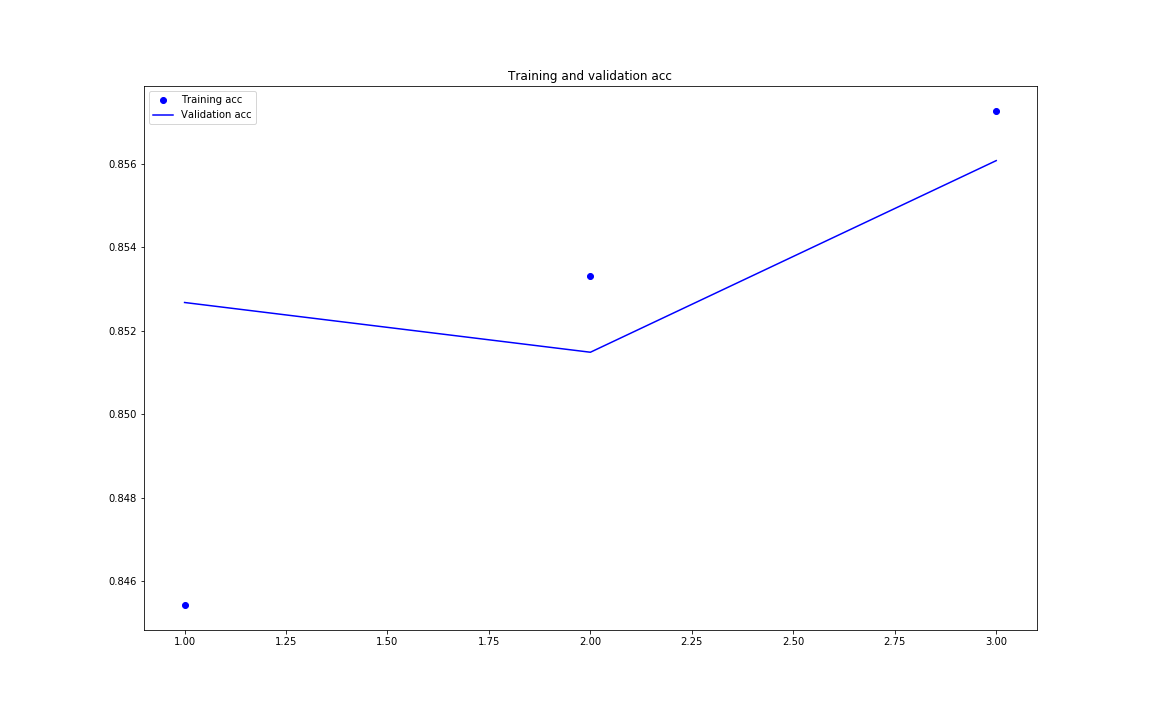 Training and validation acc
Training acc
Validation acc
0.856
0.854
0.852
0.850
0.848
0.846
1.00 1.25 1.50 1.75 2.00 2.25 2.50 2.75 3.00